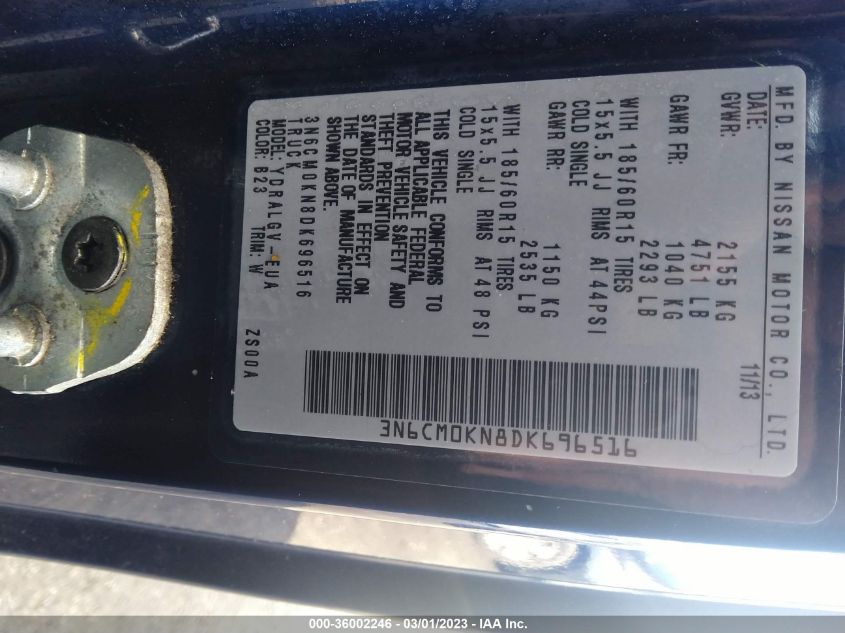 MFD. BY NISSAN MOTOR CO., LTD.
DATE: 11/13
GVWR: 2155 KG
4751 LB
GAWR FR: 1040 KG
2293 LB
WITH 185/60R15 TIRES
15x5.5 JJ RIMS AT 44PSI
COLD SINGLE
GAWR RR: 1150 KG
2535 LB
WITH 185/60R15 TIRES
15x5.5 JJ RIMS AT 48 PSI
COLD SINGLE
THIS VEHICLE CONFORMS TO
ALL APPLICABLE FEDERAL
MOTOR VEHICLE SAFETY AND
THEFT PREVENTION
STANDARDS IN EFFECT ON
THE DATE OF MANUFACTURE
SHOWN ABOVE.
3N6CM0KN8DK696516
TRUCK
MODEL: YDRALGY-EUA
COLOR: B23 TRIM: W ZS00A
3N6CM0KN8DK696516
000-36002246 - 03/01/2023 - IAAI Inc.